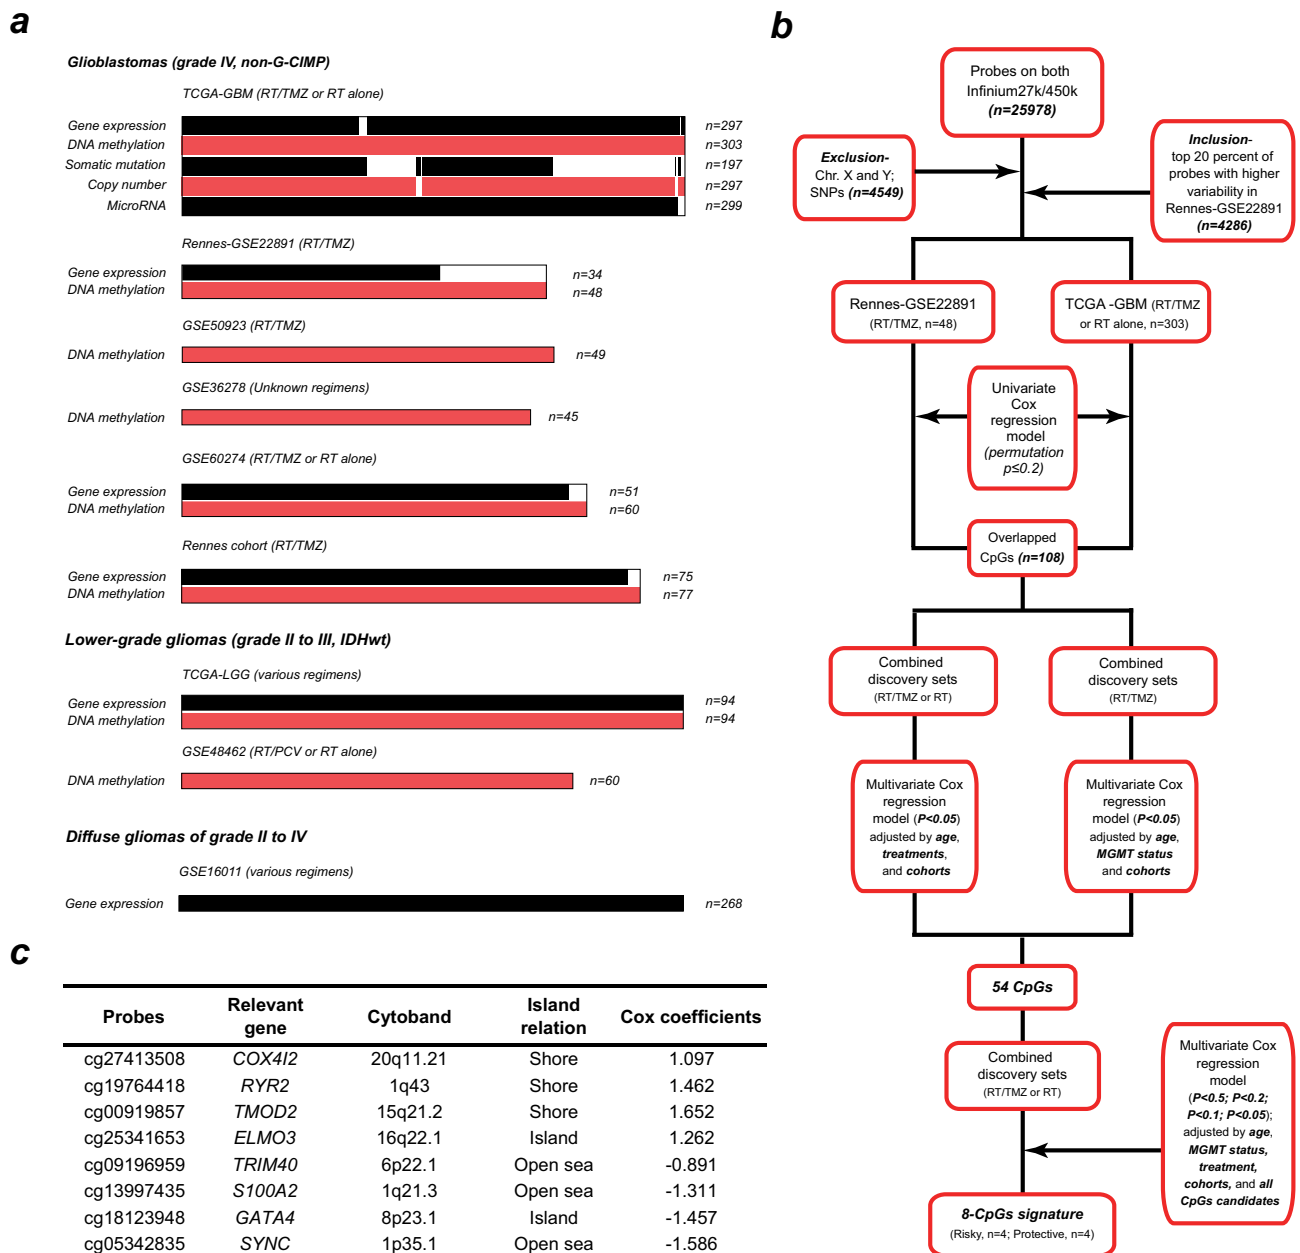 a
Glioblastomas (grade IV, non-G-CIMP)
TCGA-GBM (RT/TMZ or RT alone)
Gene expression n=297
DNA methylation n=303
Somatic mutation n=197
Copy number n=297
MicroRNA n=299
Rennes-GSE22891 (RT/TMZ)
Gene expression n=34
DNA methylation n=48
GSE50923 (RT/TMZ)
DNA methylation n=49
GSE36278 (Unknown regimens)
DNA methylation n=45
GSE60274 (RT/TMZ or RT alone)
Gene expression n=51
DNA methylation n=60
Rennes cohort (RT/TMZ)
Gene expression n=75
DNA methylation n=77
Lower-grade gliomas (grade II to III, IDHwt)
TCGA-LGG (various regimens)
Gene expression n=94
DNA methylation n=94
GSE48462 (RT/PCV or RT alone)
DNA methylation n=60
Diffuse gliomas of grade II to IV
GSE16011 (various regimens)
Gene expression n=268
b
Probes on both
Infinium27k/450k
(n=25978)
Exclusion-
Chr. X and Y;
SNPs (n=4549)
Inclusion-
top 20 percent of
probes with higher
variability in
Rennes-GSE22891
(n=4286)
Rennes-GSE22891
(RT/TMZ, n=48)
TCGA -GBM (RT/TMZ
or RT alone, n=303)
Univariate
Cox
regression
model
(permutation
p≤0.2)
Overlapped
CpGs (n=108)
Combined
discovery sets
(RT/TMZ or RT)
Combined
discovery sets
(RT/TMZ)
Multivariate Cox
regression
model (P<0.05)
adjusted by age,
treatments,
and cohorts
Multivariate Cox
regression
model (P<0.05)
adjusted by age,
MGMT status
and cohorts
54 CpGs
Combined
discovery sets
(RT/TMZ or RT)
Multivariate Cox
regression
model
(P<0.5; P<0.2;
P<0.1; P<0.05);
adjusted by age,
MGMT status,
treatment,
cohorts, and all
CpGs candidates
8-CpGs signature
(Risky, n=4; Protective, n=4)
c
Probes Relevant gene Cytoband Island relation Cox coefficients
cg27413508 COX4I2 20q11.21 Shore 1.097
cg19764418 RYR2 1q43 Shore 1.462
cg00919857 TMOD2 15q21.2 Shore 1.652
cg25341653 ELMO3 16q22.1 Island 1.262
cg09196959 TRIM40 6p22.1 Open sea -0.891
cg13997435 S100A2 1q21.3 Open sea -1.311
cg18123948 GATA4 8p23.1 Island -1.457
cg05342835 SYNC 1p35.1 Open sea -1.586